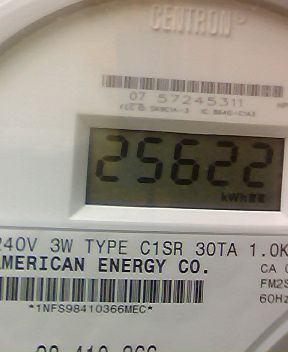 CENTRON®
07 57245311
25622
kWh
240V 3W TYPE C1SR 30TA 1.0K
AMERICAN ENERGY CO.
CA 0
FM2S
60Hz
*1NFS98410366MEC*